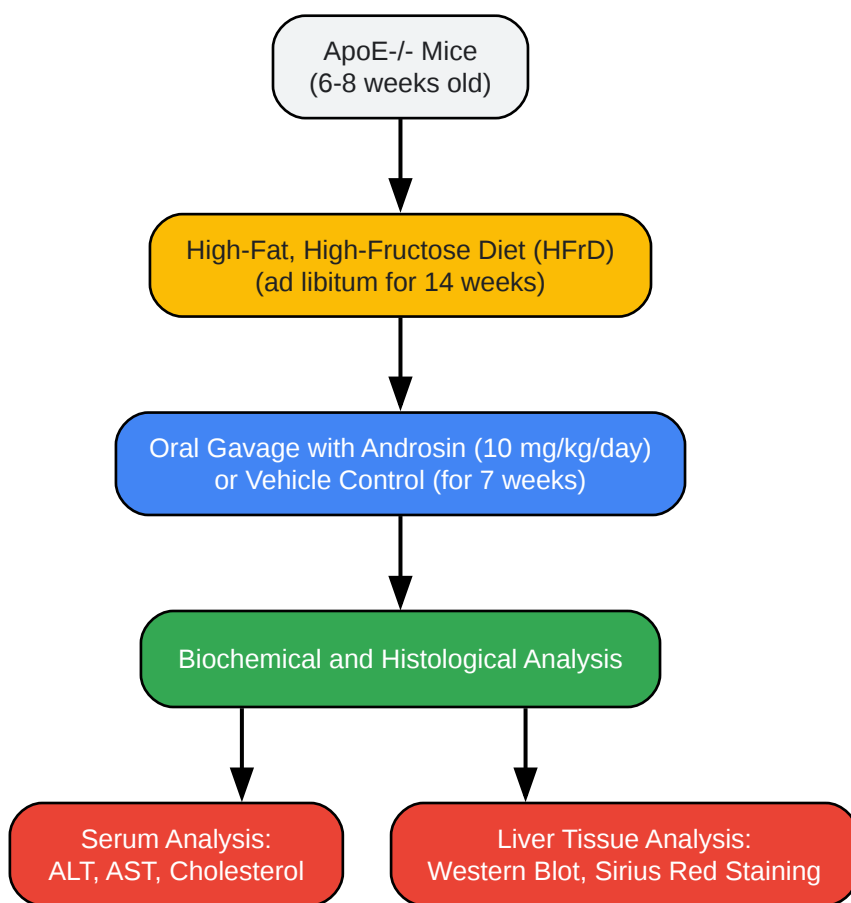 ApoE-/- Mice
(6-8 weeks old)
High-Fat, High-Fructose Diet (HFrD)
(ad libitum for 14 weeks)
Oral Gavage with Androsin (10 mg/kg/day)
or Vehicle Control (for 7 weeks)
Biochemical and Histological Analysis
Serum Analysis:
ALT, AST, Cholesterol
Liver Tissue Analysis:
Western Blot, Sirius Red Staining